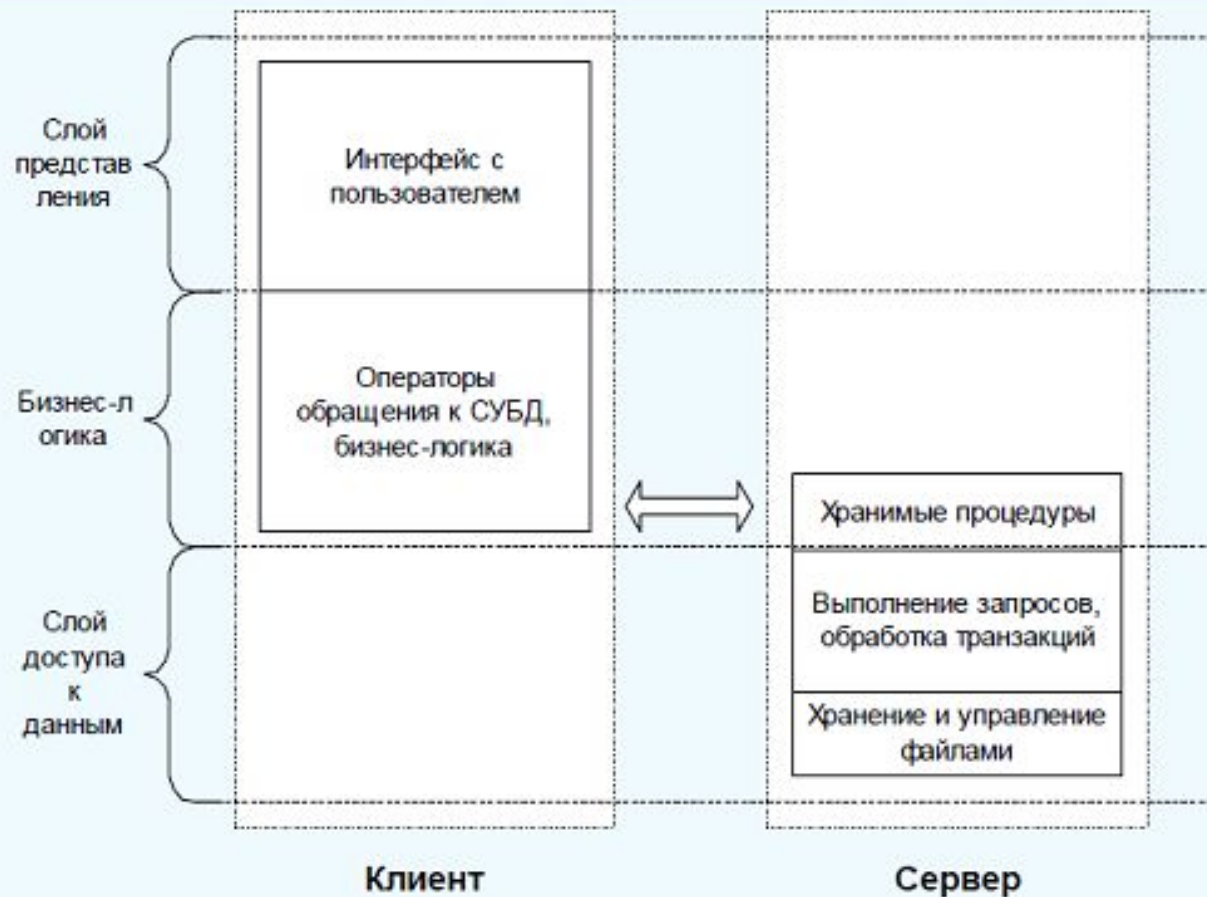 Слой
представ
ления
Интерфейс с
пользователем
Бизнес-л
огика
Операторы
обращения к СУБД,
бизнес-логика
Хранимые процедуры
Слой
доступа
к
данным
Выполнение запросов,
обработка транзакций
Хранение и управление
файлами
Клиент
Сервер